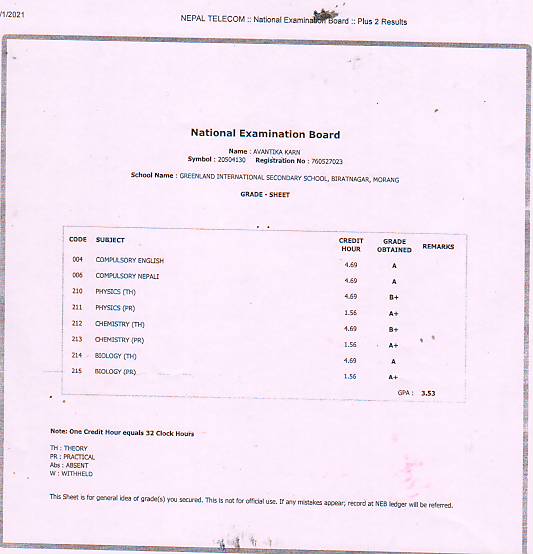 /1/2021
NEPAL TELECOM :: National Examination Board :: Plus 2 Results
National Examination Board
Name : AVANTIKA KARN
Symbol : 20504130 Registration No : 760527023
School Name : GREENLAND INTERNATIONAL SECONDARY SCHOOL, BIRATNAGAR, MORANG
GRADE - SHEET
CODE SUBJECT CREDIT HOUR GRADE OBTAINED REMARKS
004 COMPULSORY ENGLISH 4.69 A
006 COMPULSORY NEPALI 4.69 A
210 PHYSICS (TH) 4.69 B+
211 PHYSICS (PR) 1.56 A+
212 CHEMISTRY (TH) 4.69 B+
213 CHEMISTRY (PR) 1.56 A+
214 BIOLOGY (TH) 4.69 A
215 BIOLOGY (PR) 1.56 A+
GPA : 3.53
Note: One Credit Hour equals 32 Clock Hours
TH : THEORY
PR : PRACTICAL
Abs : ABSENT
W : WITHHELD
This Sheet is for general idea of grade(s) you secured. This is not for official use. If any mistakes appear; record at NEB ledger will be referred.